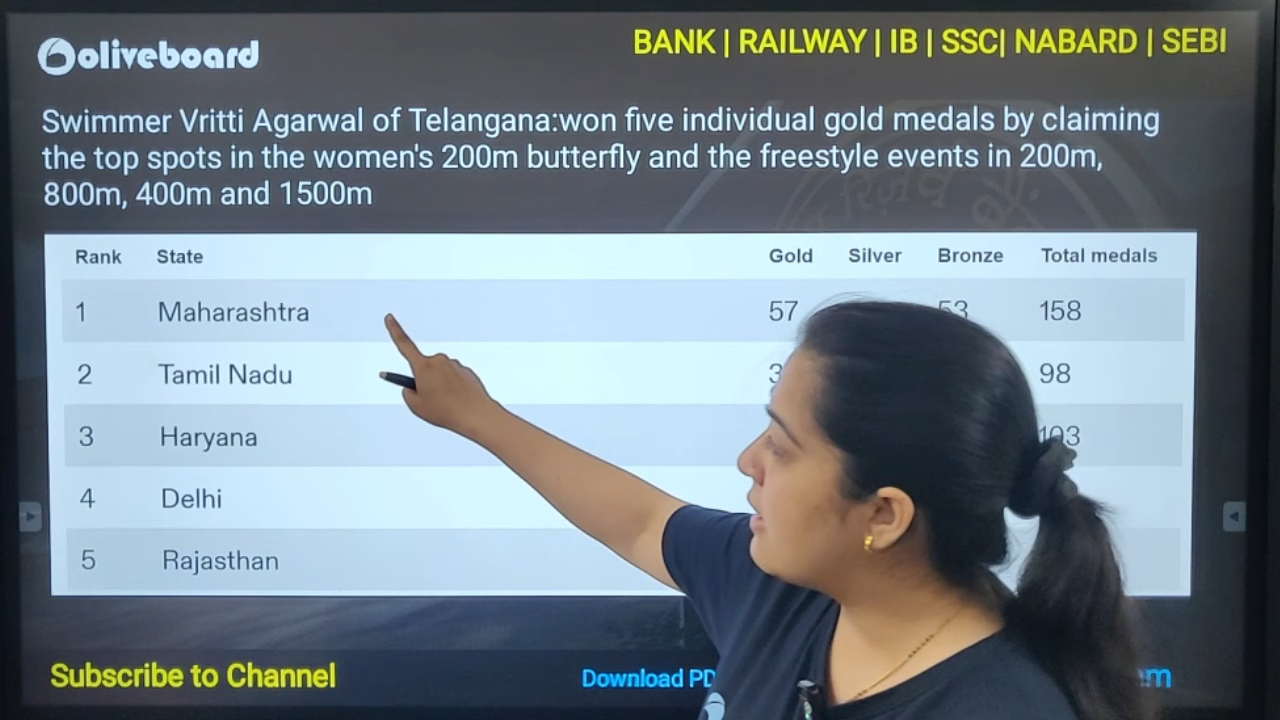 oliveboard
BANK | RAILWAY | IB | SSC| NABARD | SEBI
Swimmer Vritti Agarwal of Telangana:won five individual gold medals by claiming
the top spots in the women's 200m butterfly and the freestyle events in 200m,
800m, 400m and 1500m
Rank State Gold Silver Bronze Total medals
1 Maharashtra 57 53 158
2 Tamil Nadu 98
3 Haryana 103
4 Delhi
5 Rajasthan
Subscribe to Channel
Download